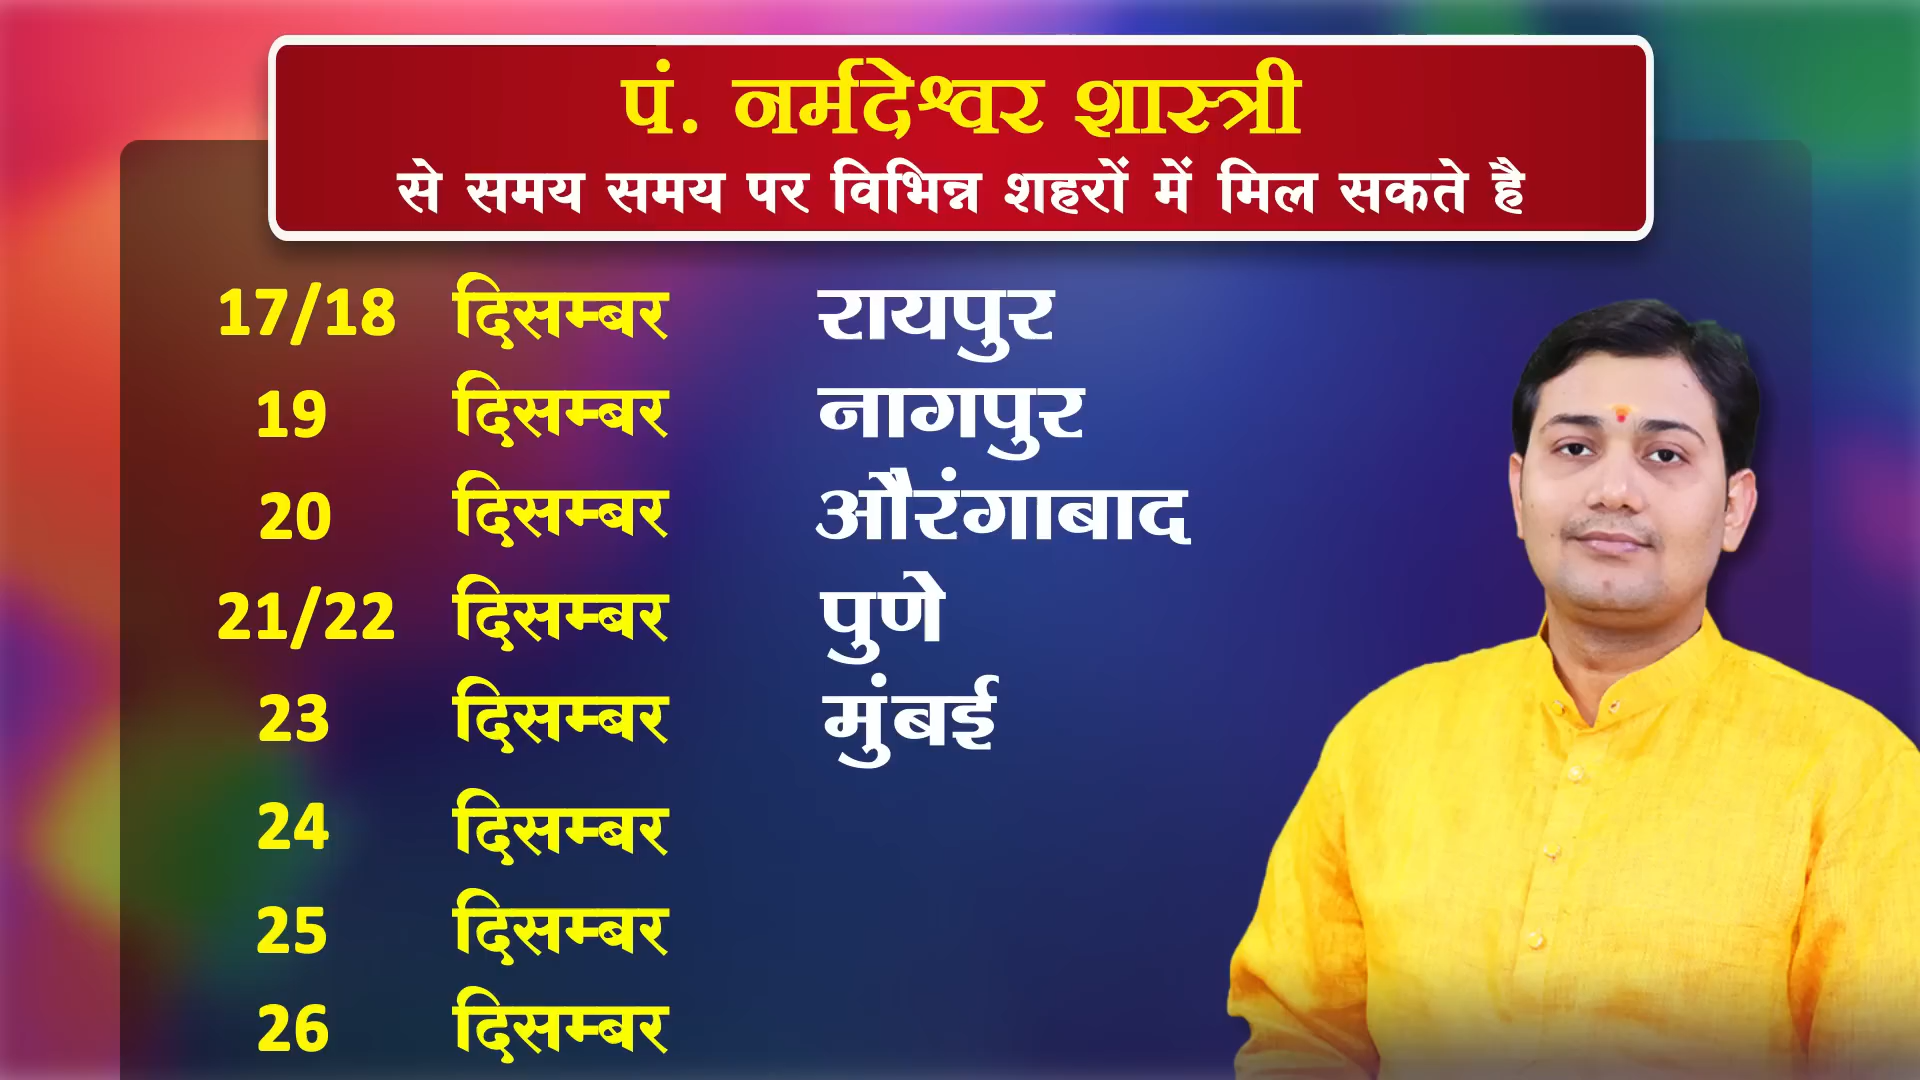 पं. नर्मदेश्वर शास्त्री
से समय समय पर विभिन्न शहरों में मिल सकते है
17/18 दिसम्बर रायपुर
19 दिसम्बर नागपुर
20 दिसम्बर औरंगाबाद
21/22 दिसम्बर पुणे
23 दिसम्बर मुंबई
24 दिसम्बर
25 दिसम्बर
26 दिसम्बर